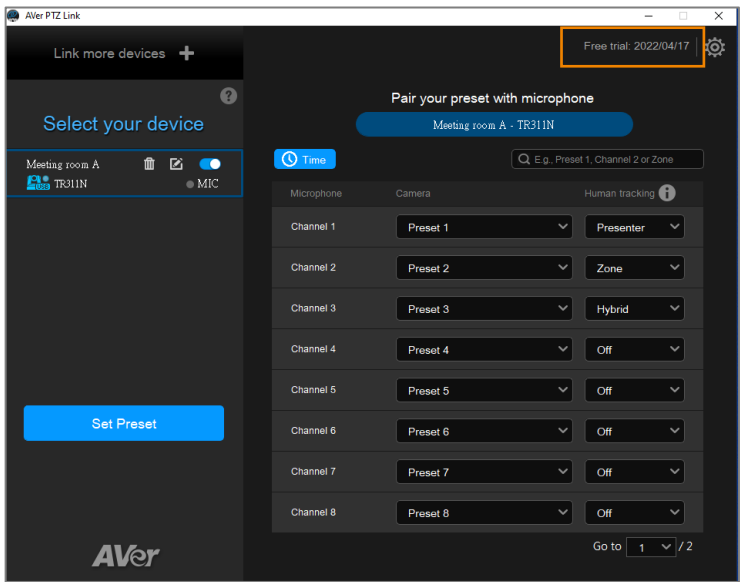 AVer PTZ Link
Link more devices +
Free trial: 2022/04/17
?
Select your device
Meeting room A
USB TR311N MIC
Set Preset
AVer
Pair your preset with microphone
Meeting room A - TR311N
Time
E.g., Preset 1, Channel 2 or Zone
Microphone Camera Human tracking i
Channel 1 Preset 1 Presenter
Channel 2 Preset 2 Zone
Channel 3 Preset 3 Hybrid
Channel 4 Preset 4 Off
Channel 5 Preset 5 Off
Channel 6 Preset 6 Off
Channel 7 Preset 7 Off
Channel 8 Preset 8 Off
Go to 1 / 2